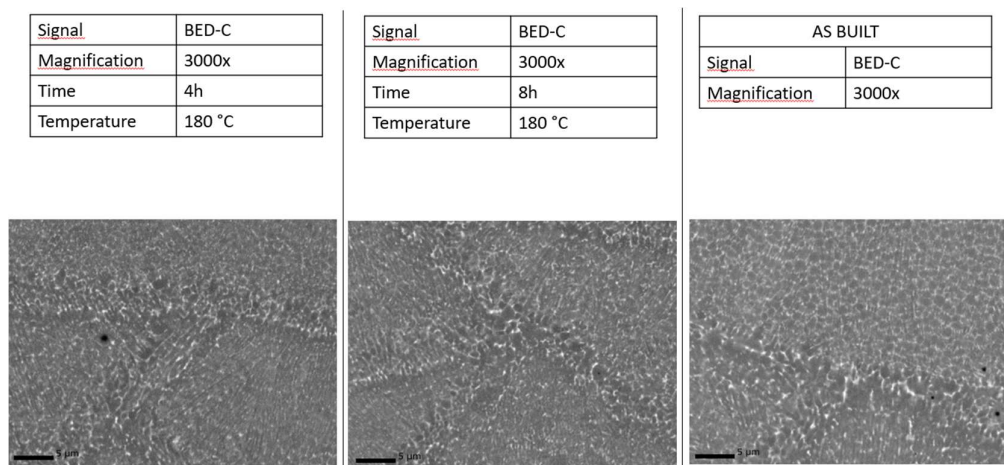 Signal BED-C
Magnification 3000x
Time 4h
Temperature 180 °C
Signal BED-C
Magnification 3000x
Time 8h
Temperature 180 °C
AS BUILT
Signal BED-C
Magnification 3000x
5 µm
5 µm
5 µm